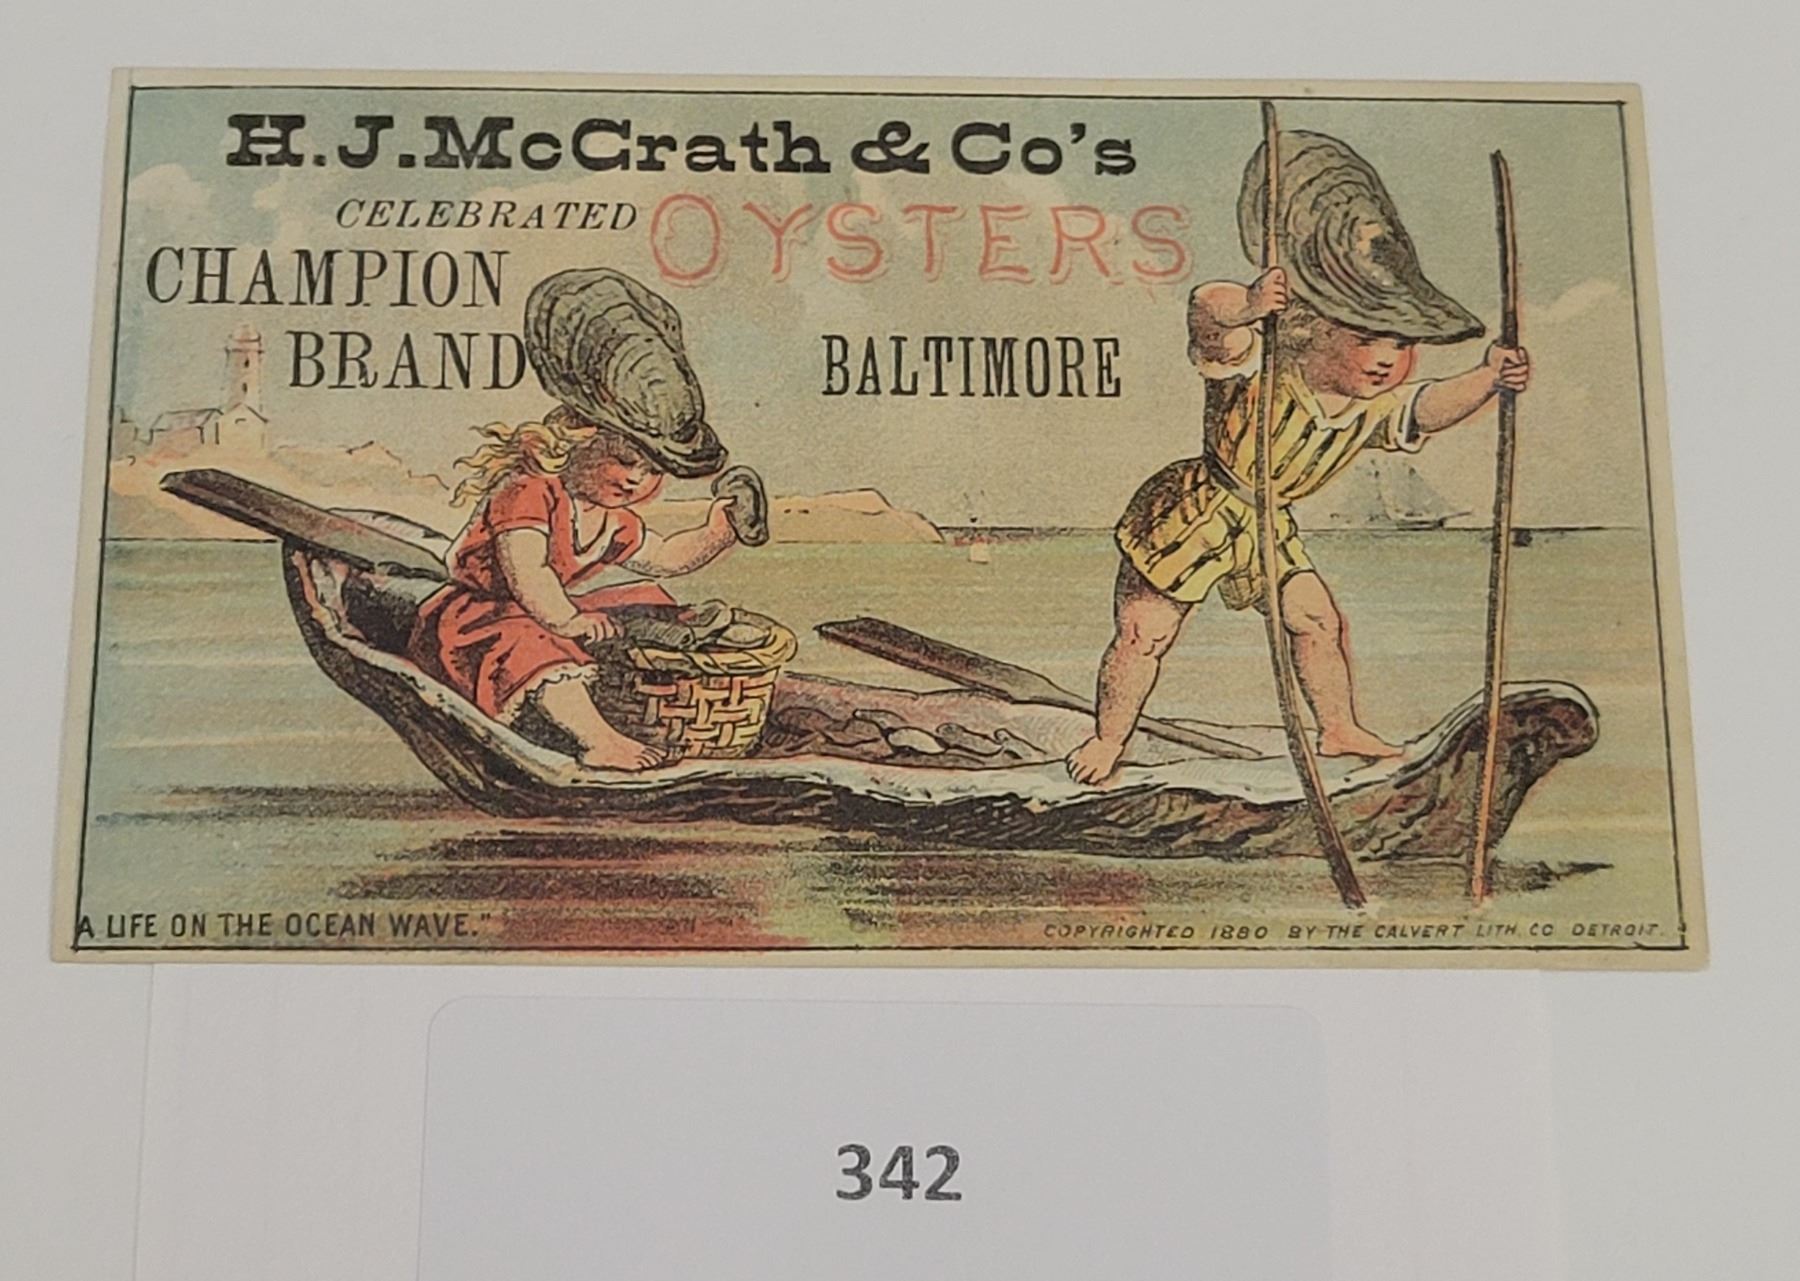 H.J. McCrath & Co's
CELEBRATED OYSTERS
CHAMPION
BRAND
BALTIMORE
A LIFE ON THE OCEAN WAVE."
COPYRIGHTED 1880 BY THE CALVERT LITH. CO DETROIT.
342